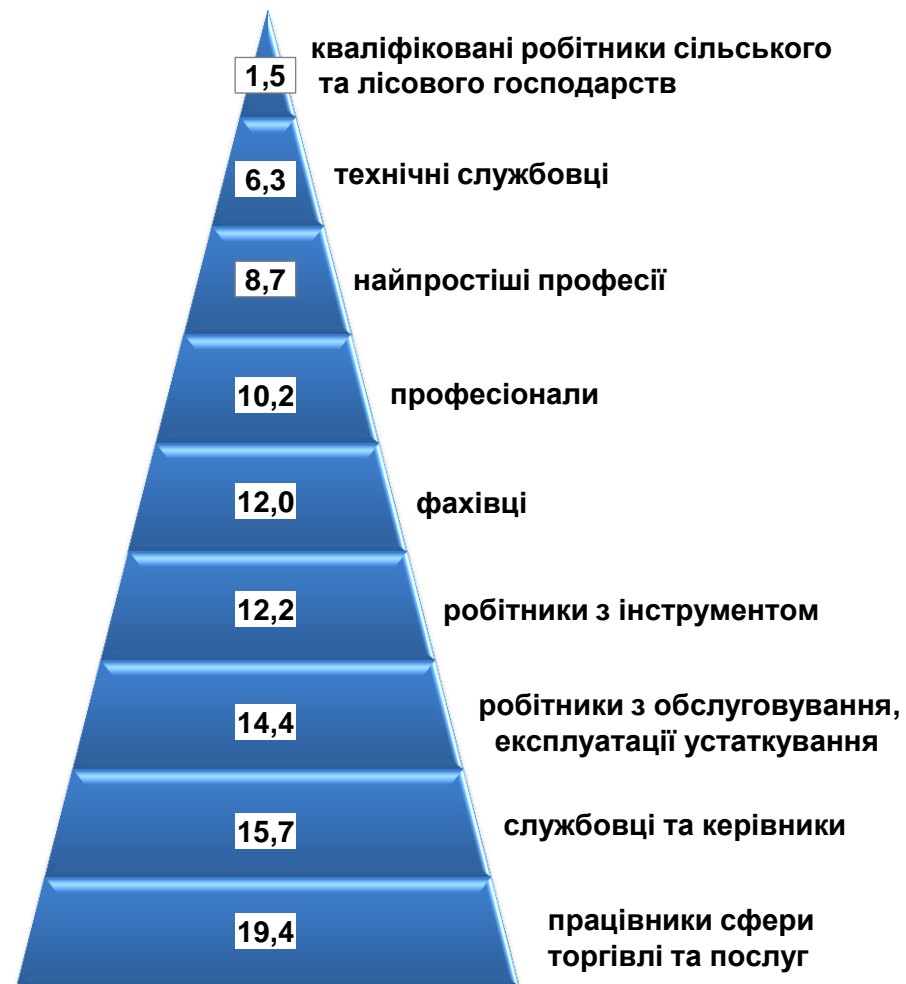 кваліфіковані робітники сільського
1,5 та лісового господарств
6,3 технічні службовці
8,7 найпростіші професії
10,2 професіонали
12,0 фахівці
12,2 робітники з інструментом
робітники з обслуговування,
14,4 експлуатації устаткування
15,7 службовці та керівники
працівники сфери
19,4 торгівлі та послуг